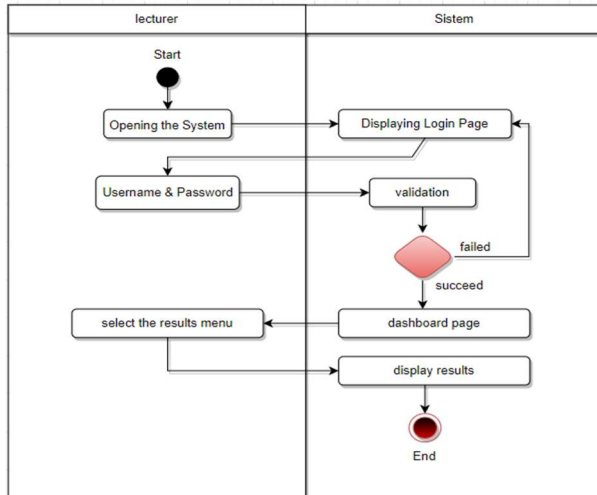 lecturer
Sistem
Start
Opening the System
Displaying Login Page
Username & Password
validation
failed
succeed
select the results menu
dashboard page
display results
End